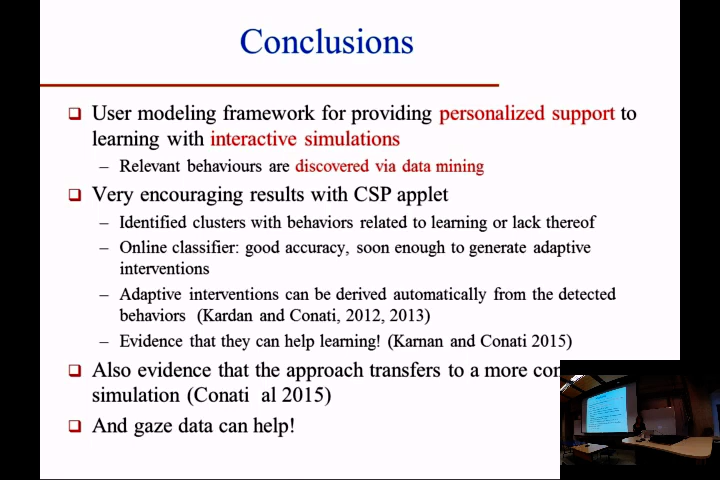 Conclusions
User modeling framework for providing personalized support to
learning with interactive simulations
– Relevant behaviours are discovered via data mining
Very encouraging results with CSP applet
– Identified clusters with behaviors related to learning or lack thereof
– Online classifier: good accuracy, soon enough to generate adaptive
interventions
– Adaptive interventions can be derived automatically from the detected
behaviors (Kardan and Conati, 2012, 2013)
– Evidence that they can help learning! (Karnan and Conati 2015)
Also evidence that the approach transfers to a more
simulation (Conati al 2015)
And gaze data can help!